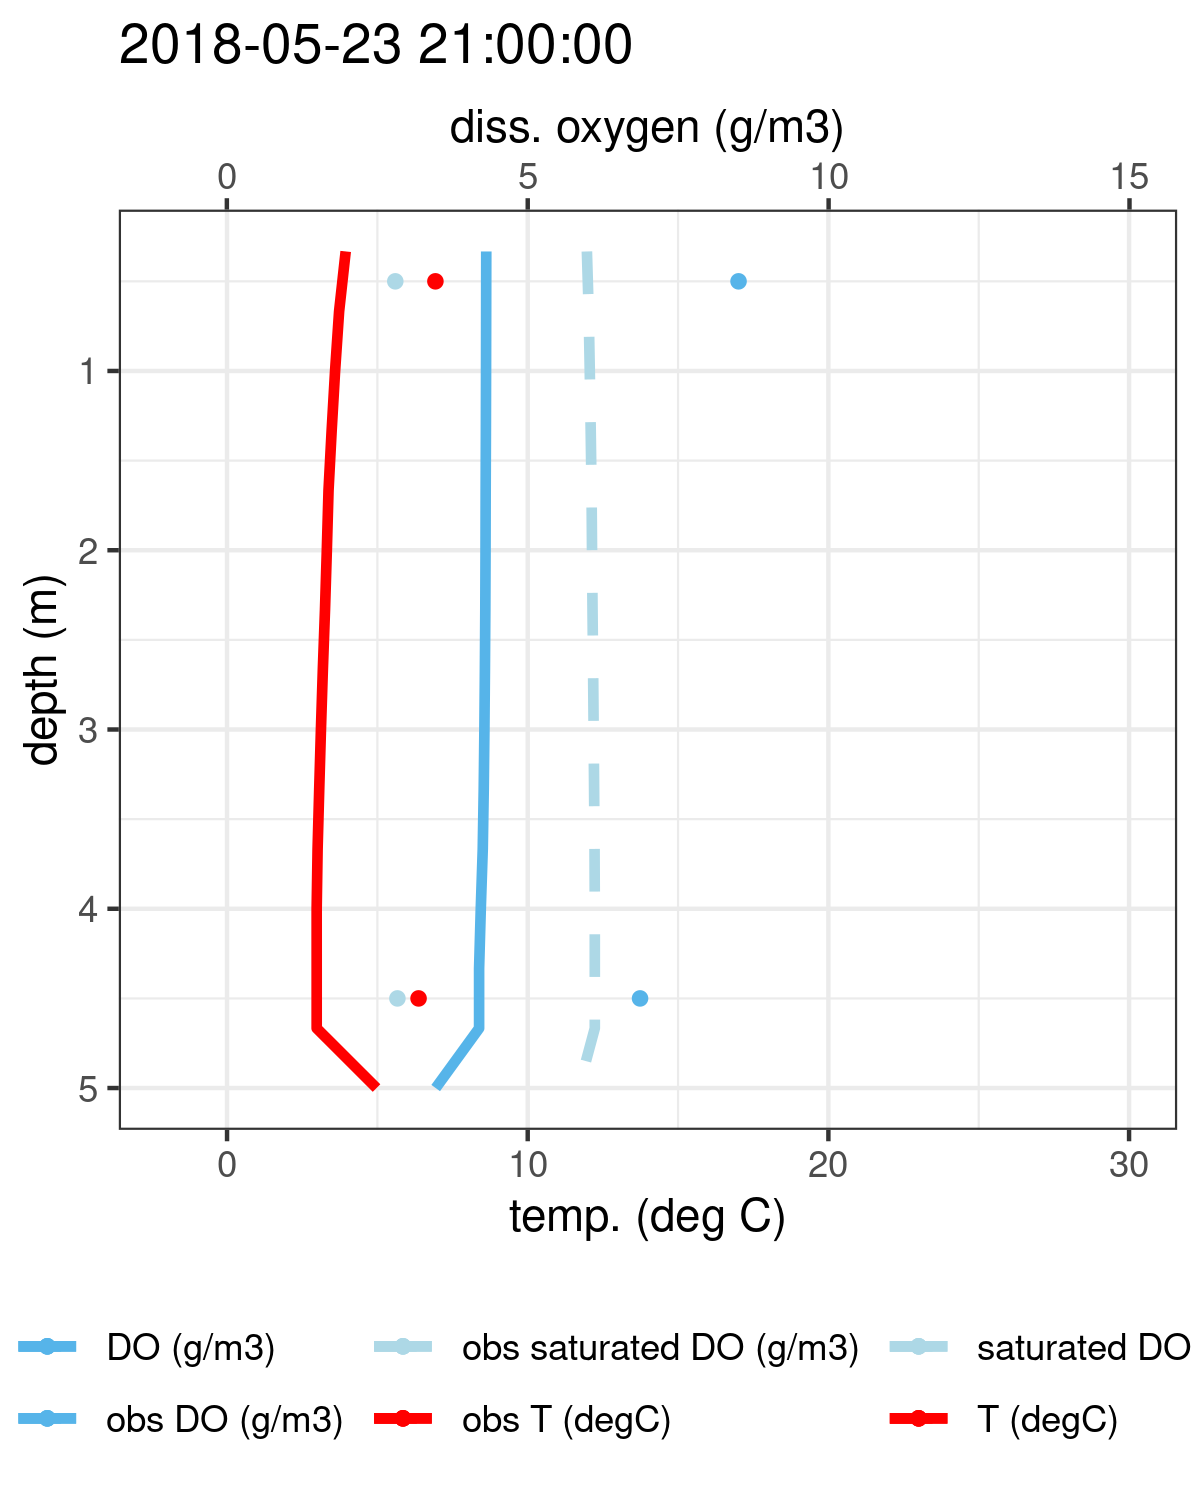 2018-05-23 21:00:00
diss. oxygen (g/m3)
0 5 10 15
depth (m)
1
2
3
4
5
0 10 20 30
temp. (deg C)
DO (g/m3) obs saturated DO (g/m3) saturated DO
obs DO (g/m3) obs T (degC) T (degC)